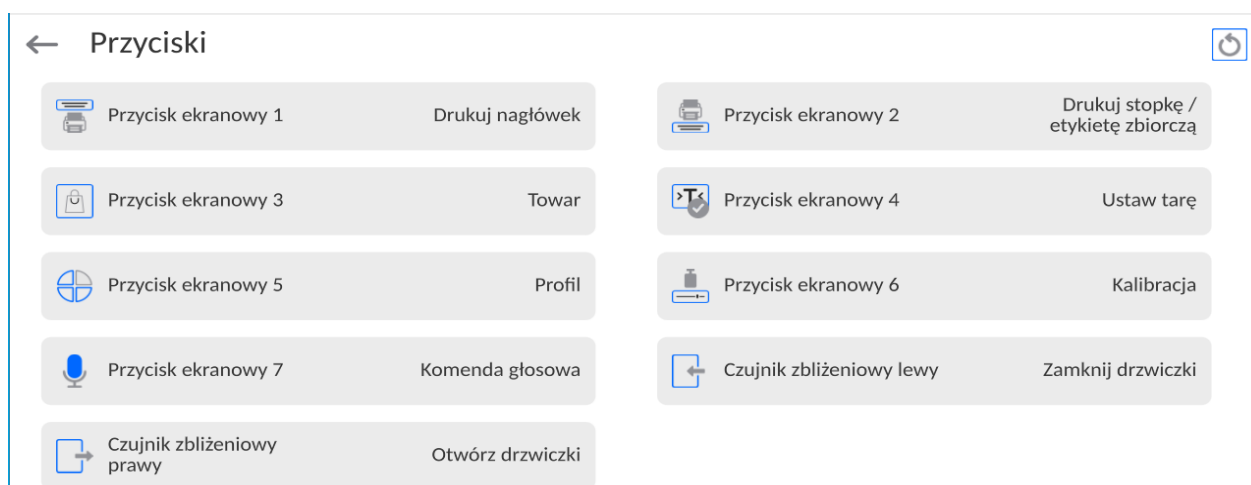 Przyciski
Przycisk ekranowy 1 Drukuj nagłówek
Przycisk ekranowy 2 Drukuj stopkę /
etykietę zbiorczą
Przycisk ekranowy 3 Towar
Przycisk ekranowy 4 >T< Ustaw tarę
Przycisk ekranowy 5 Profil
Przycisk ekranowy 6 Kalibracja
Przycisk ekranowy 7 Komenda głosowa
Czujnik zbliżeniowy lewy Zamknij drzwiczki
Czujnik zbliżeniowy
prawy Otwórz drzwiczki